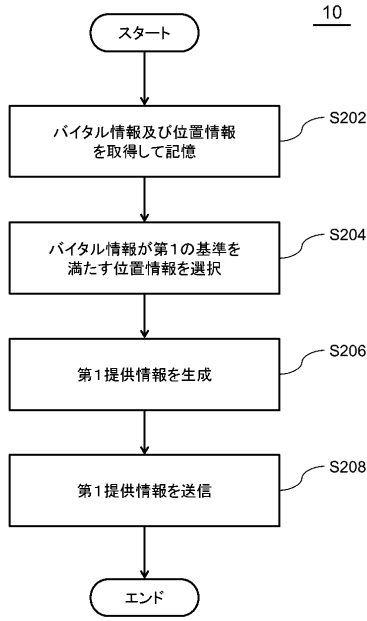 10
スタート
バイタル情報及び位置情報
を取得して記憶
S202
バイタル情報が第1の基準を
満たす位置情報を選択
S204
第1提供情報を生成
S206
第1提供情報を送信
S208
エンド